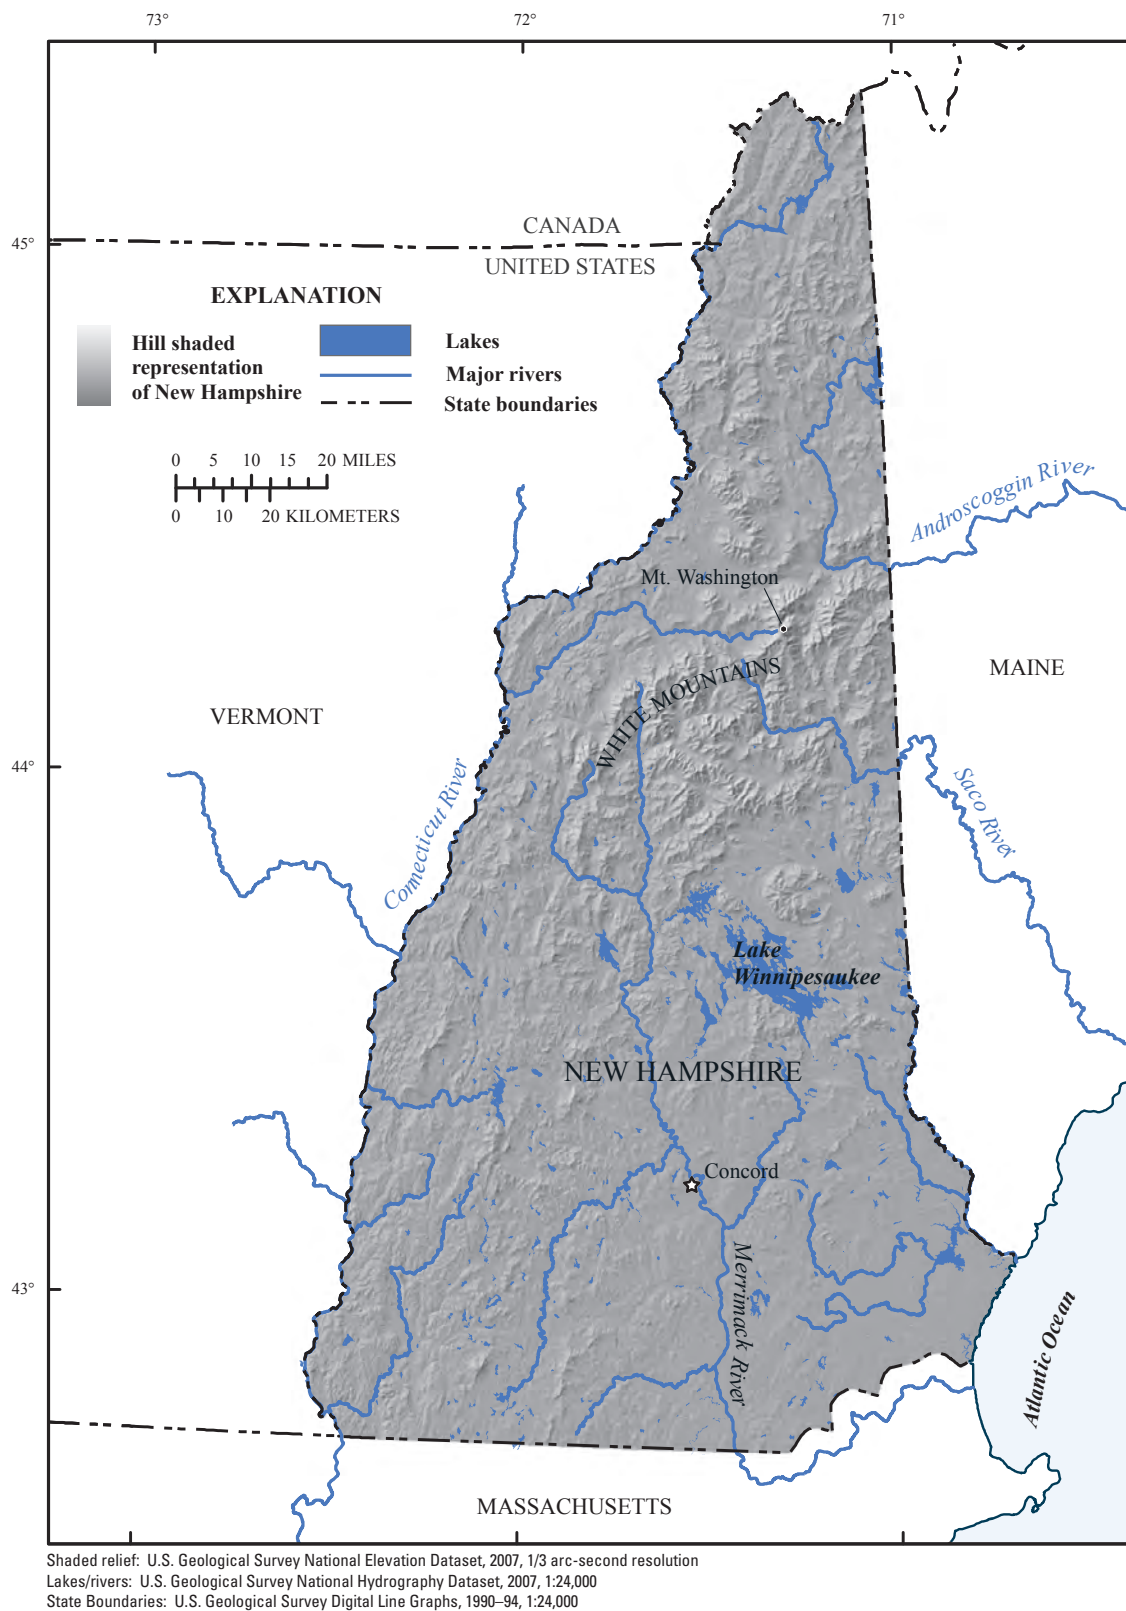 73°
72°
71°
45°
CANADA
UNITED STATES
EXPLANATION
Hill shaded
representation
of New Hampshire
Lakes
Major rivers
State boundaries
0 5 10 15 20 MILES
0 10 20 KILOMETERS
Androscoggin River
Mt. Washington
MAINE
WHITE MOUNTAINS
VERMONT
44°
Connecticut River
Saco River
Lake
Winnipesaukee
NEW HAMPSHIRE
Concord
Merrimack River
43°
Atlantic Ocean
MASSACHUSETTS
Shaded relief: U.S. Geological Survey National Elevation Dataset, 2007, 1/3 arc-second resolution
Lakes/rivers: U.S. Geological Survey National Hydrography Dataset, 2007, 1:24,000
State Boundaries: U.S. Geological Survey Digital Line Graphs, 1990–94, 1:24,000